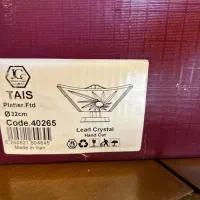 TAIS
Platter.Ftd
Ø32cm
Code.40265
Lead Crystal
Hand Cut
Made in Iran